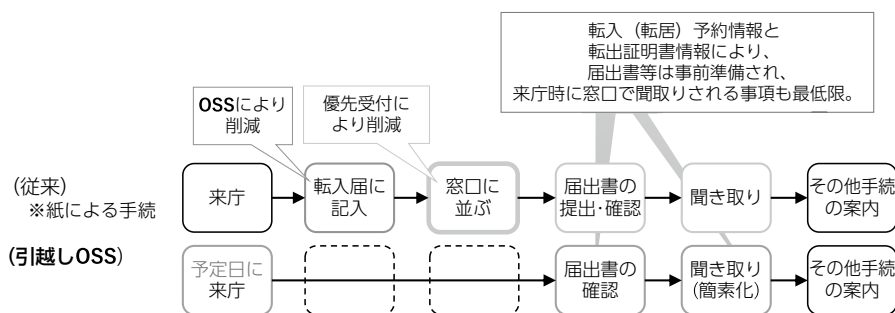 転入（転居）予約情報と
転出証明書情報により、
届出書等は事前準備され、
来庁時に窓口で聞取りされる事項も最低限。
OSSにより
削減
優先受付に
より削減
(従来)
※紙による手続
来庁
転入届に
記入
窓口に
並ぶ
届出書の
提出・確認
聞き取り
その他手続
の案内
(引越しOSS)
予定日に
来庁
届出書の
確認
聞き取り
(簡素化)
その他手続
の案内